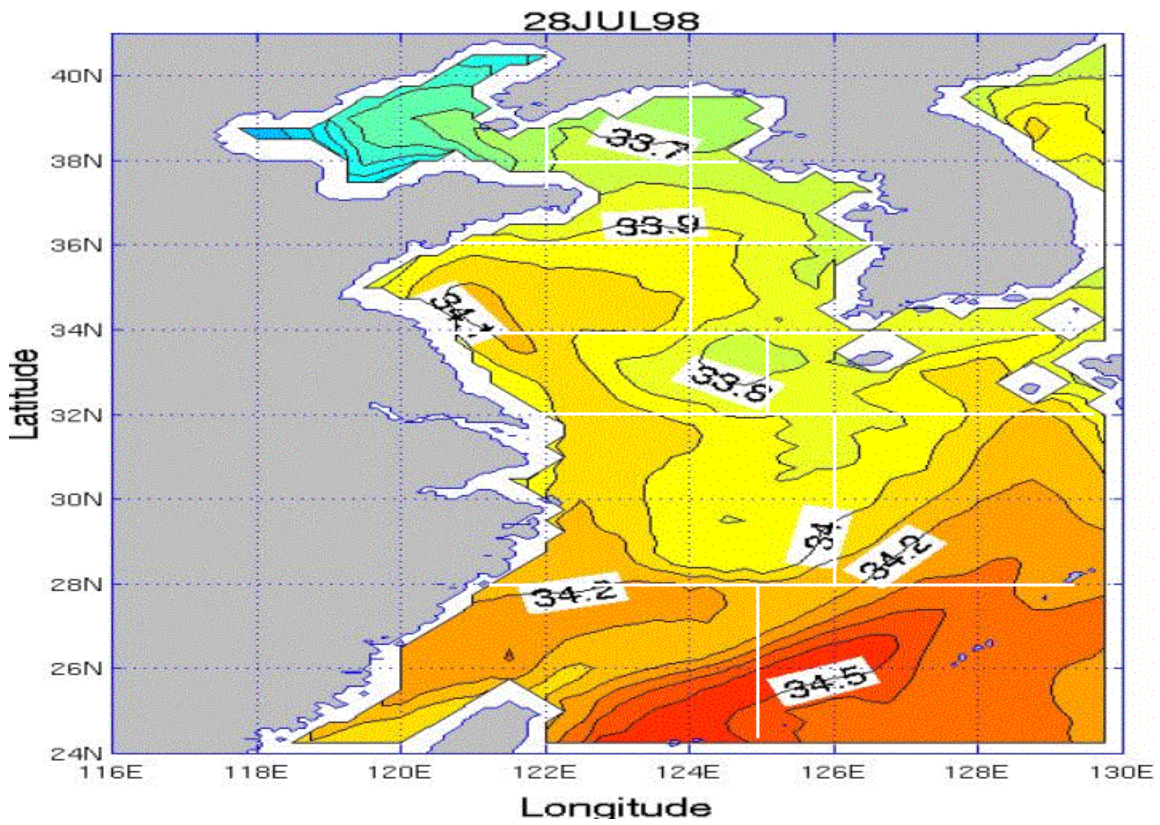 28JUL98
40N
38N
36N
34N
32N
30N
28N
26N
24N
Latitude
33.7
33.9
34.1
33.8
34.
34.2
34.2
34.5
116E 118E 120E 122E 124E 126E 128E 130E
Longitude